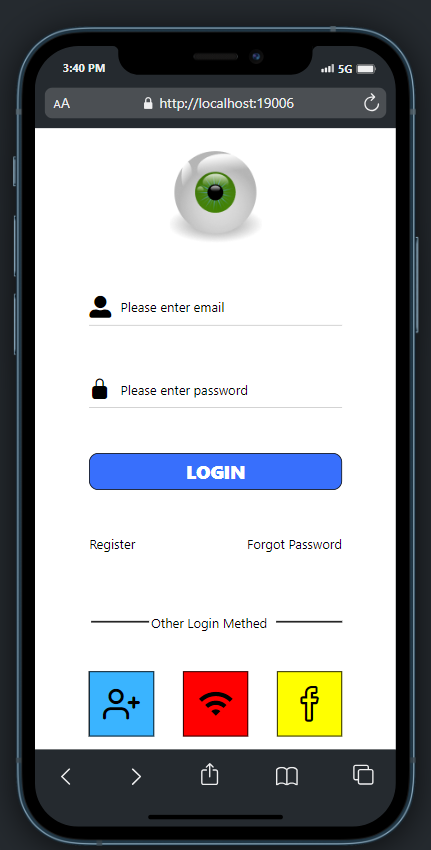 3:40 PM 5G
AA http://localhost:19006
Please enter email
Please enter password
LOGIN
Register Forgot Password
Other Login Methed